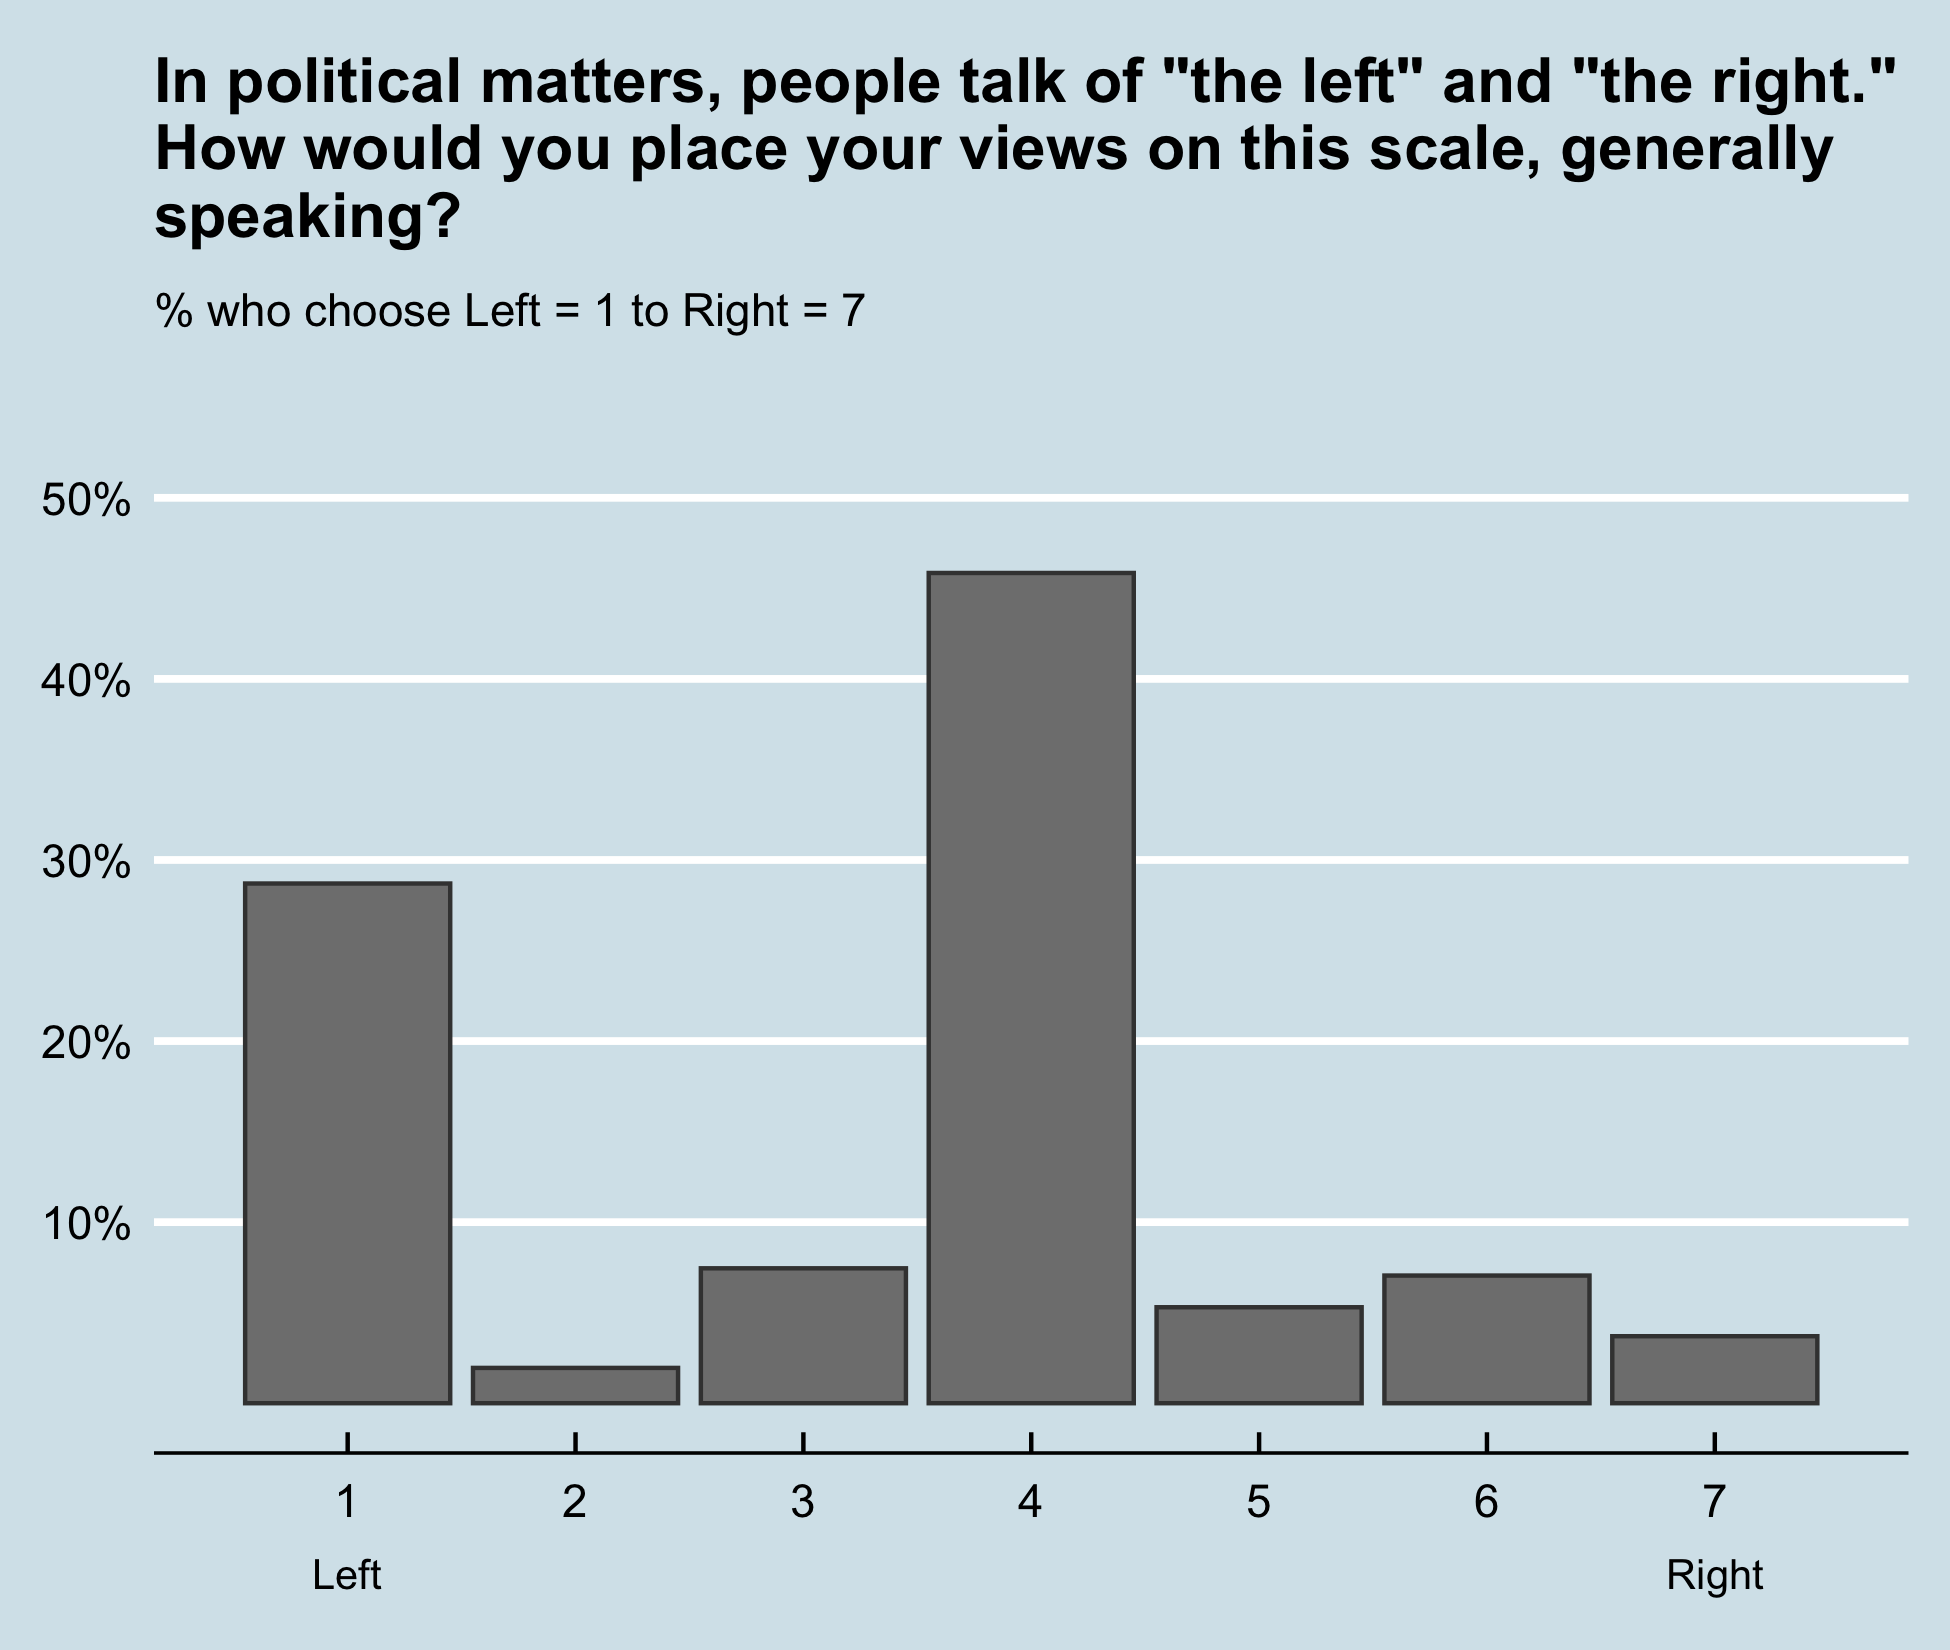 In political matters, people talk of "the left" and "the right."
How would you place your views on this scale, generally
speaking?
% who choose Left = 1 to Right = 7
50%
40%
30%
20%
10%
1 2 3 4 5 6 7
Left Right